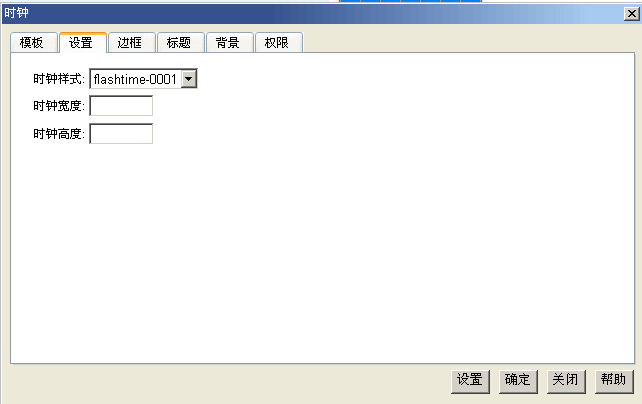 时钟
模板 设置 边框 标题 背景 权限
时钟样式: flashtime-0001
时钟宽度:
时钟高度:
设置 确定 关闭 帮助